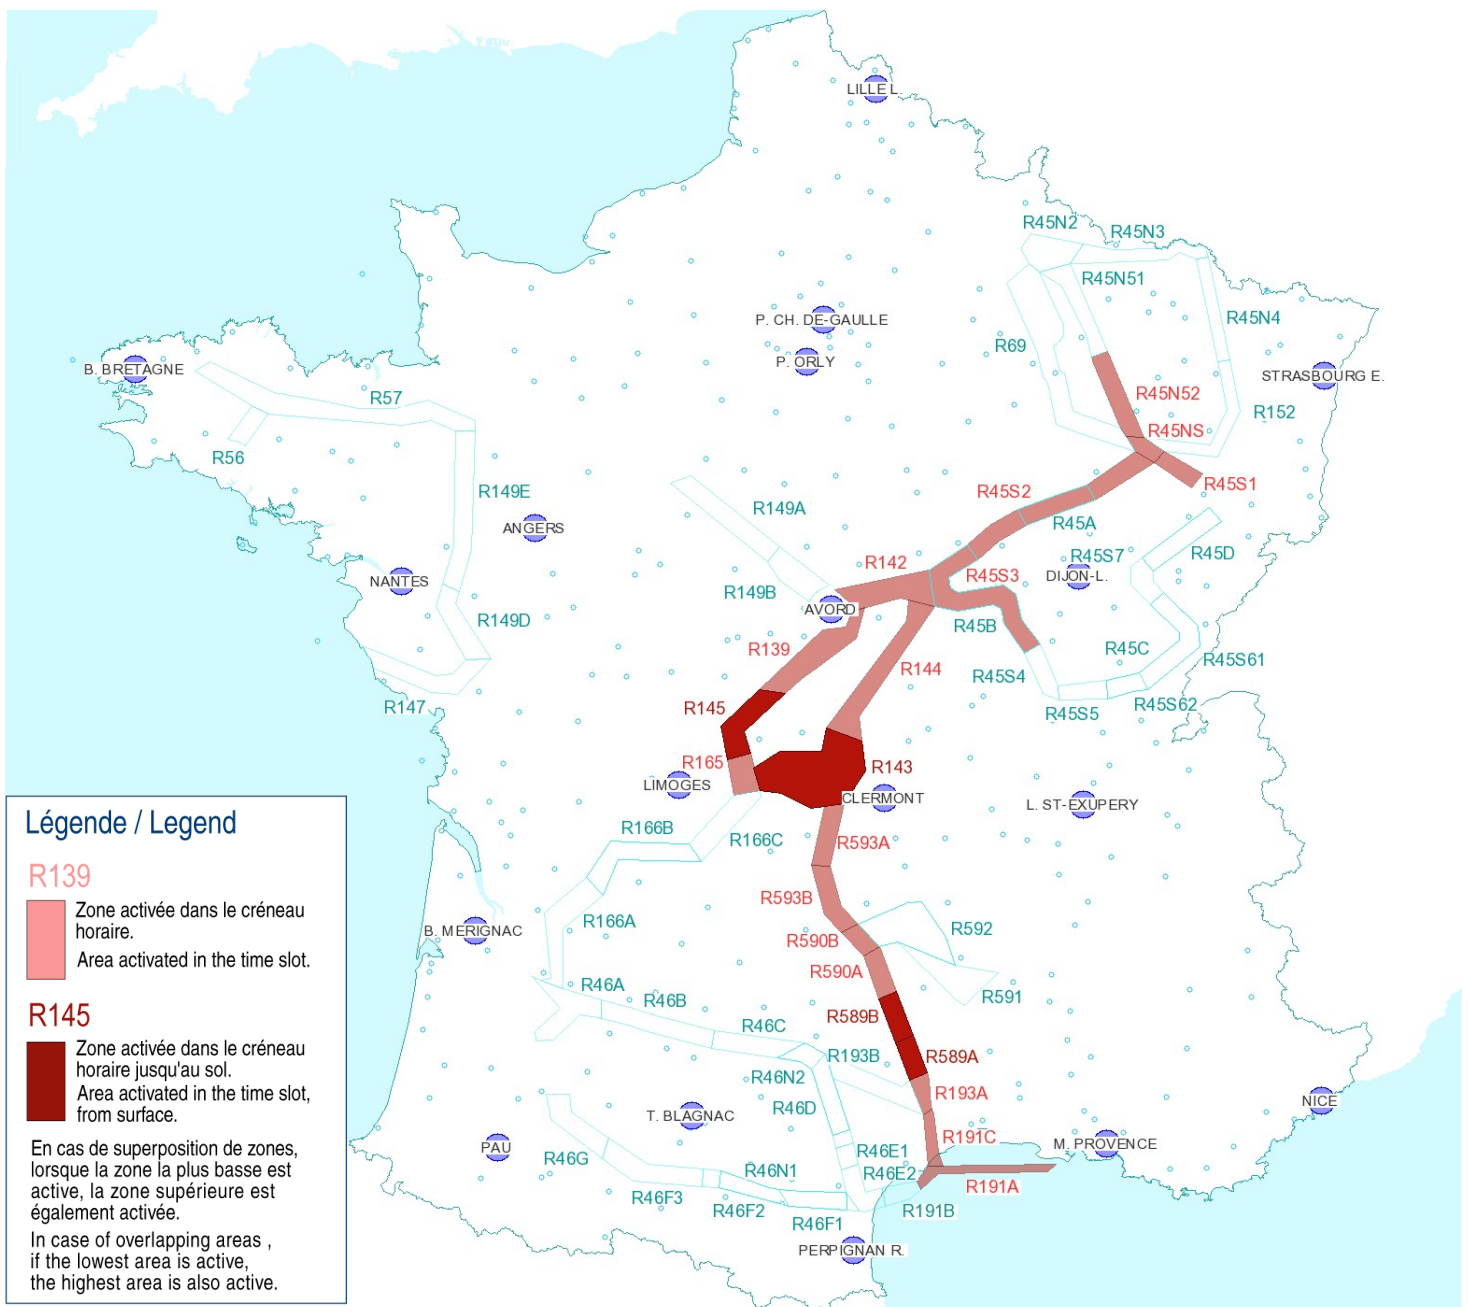 LILLE L.
R45N2
R45N3
R45N51
P. CH. DE-GAULLE
R45N4
R69
P. ORLY
B. BRETAGNE
STRASBOURG E.
R57
R45N52
R152
R45NS
R56
R45S1
R149E
R45S2
R149A
ANGERS
R45A
R45S7
R45D
R142
R45S3
DIJON-L.
NANTES
R149B
AVORD
R149D
R45B
R139
R45C
R45S61
R144
R45S4
R147
R145
R45S5
R45S62
R165
R143
LIMOGES
CLERMONT
L. ST-EXUPERY
R166B
R166C
R593A
R593B
R166A
B. MERIGNAC
R592
R590B
R590A
R46A
R46B
R591
R589B
R46C
R193B
R589A
R46N2
R193A
R46D
T. BLAGNAC
NICE
PAU
R191C
M. PROVENCE
R46G
R46E1
R46N1
R46E2
R191A
R46F3
R46F2
R46F1
R191B
PERPIGNAN R.
Légende / Legend
R139
Zone activée dans le créneau
horaire.
Area activated in the time slot.
R145
Zone activée dans le créneau
horaire jusqu'au sol.
Area activated in the time slot,
from surface.
En cas de superposition de zones,
lorsque la zone la plus basse est
active, la zone supérieure est
également activée.
In case of overlapping areas ,
if the lowest area is active,
the highest area is also active.